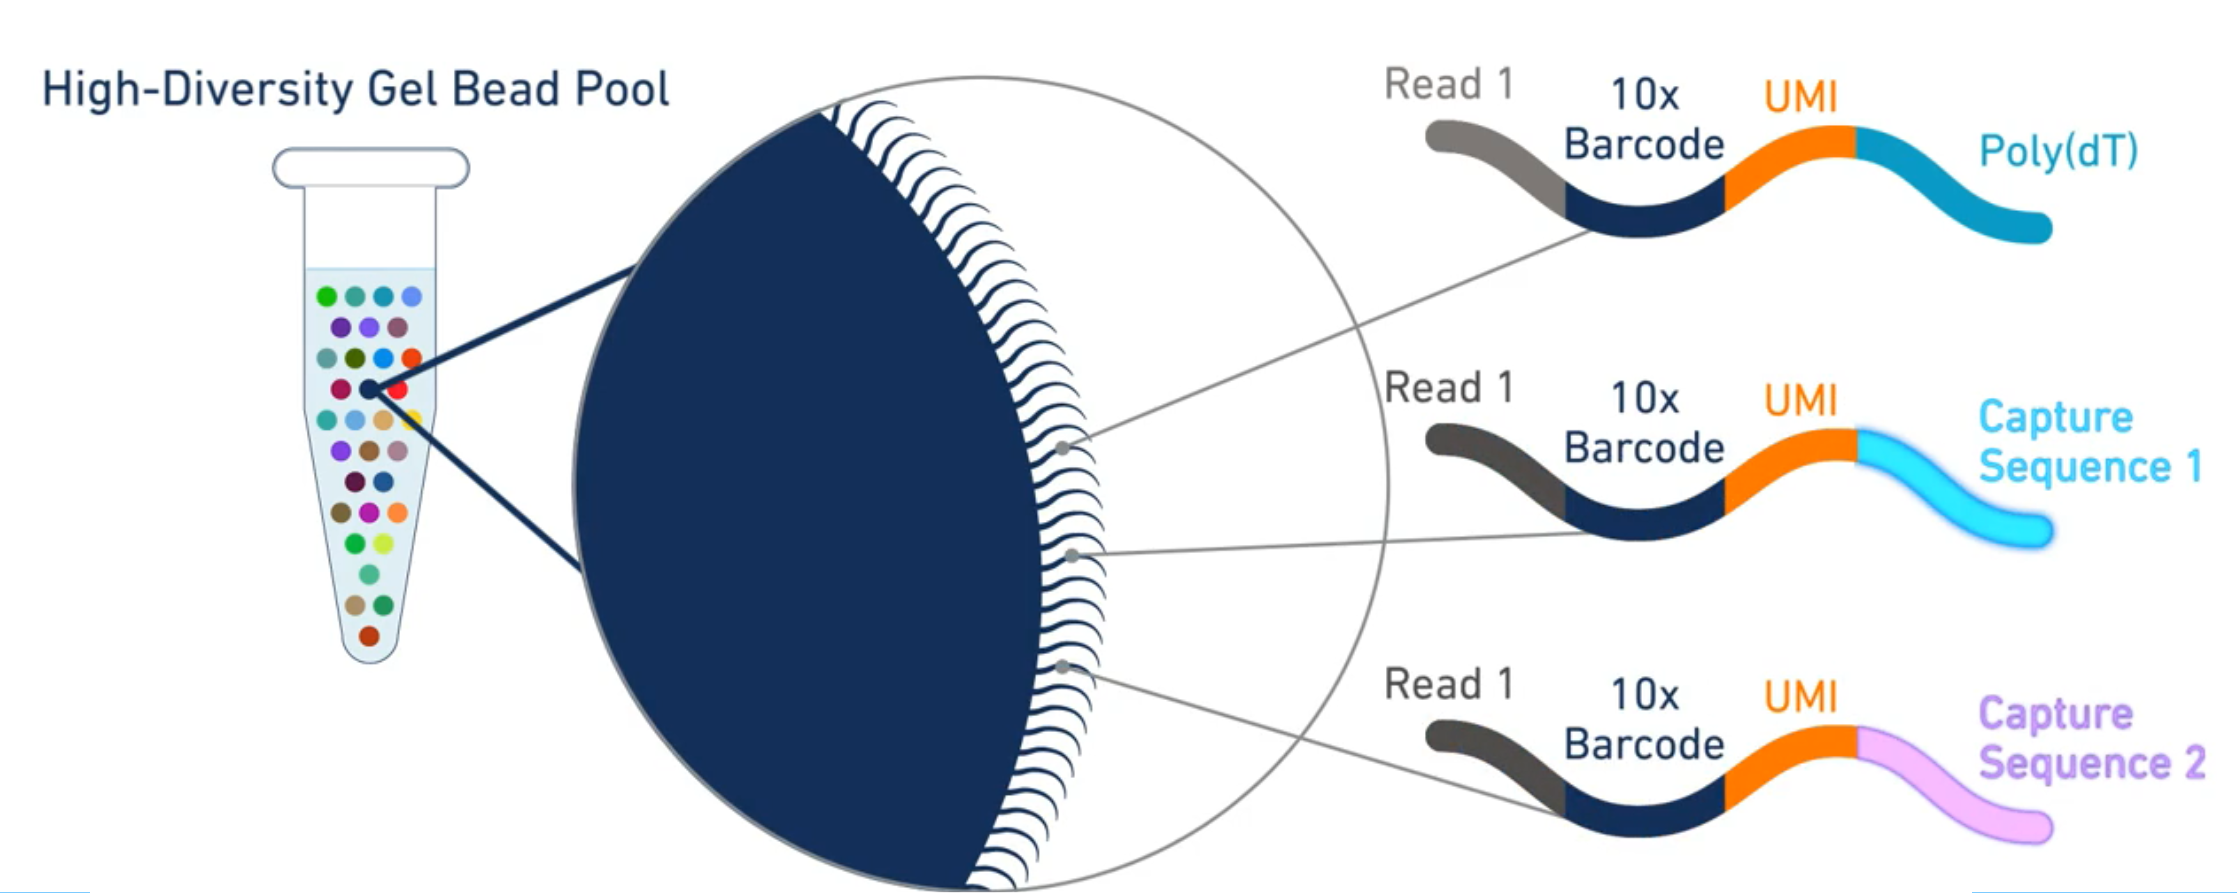 High-Diversity Gel Bead Pool
Read 1
10x
Barcode
UMI
Poly(dT)
Read 1
10x
Barcode
UMI
Capture
Sequence 1
Read 1
10x
Barcode
UMI
Capture
Sequence 2